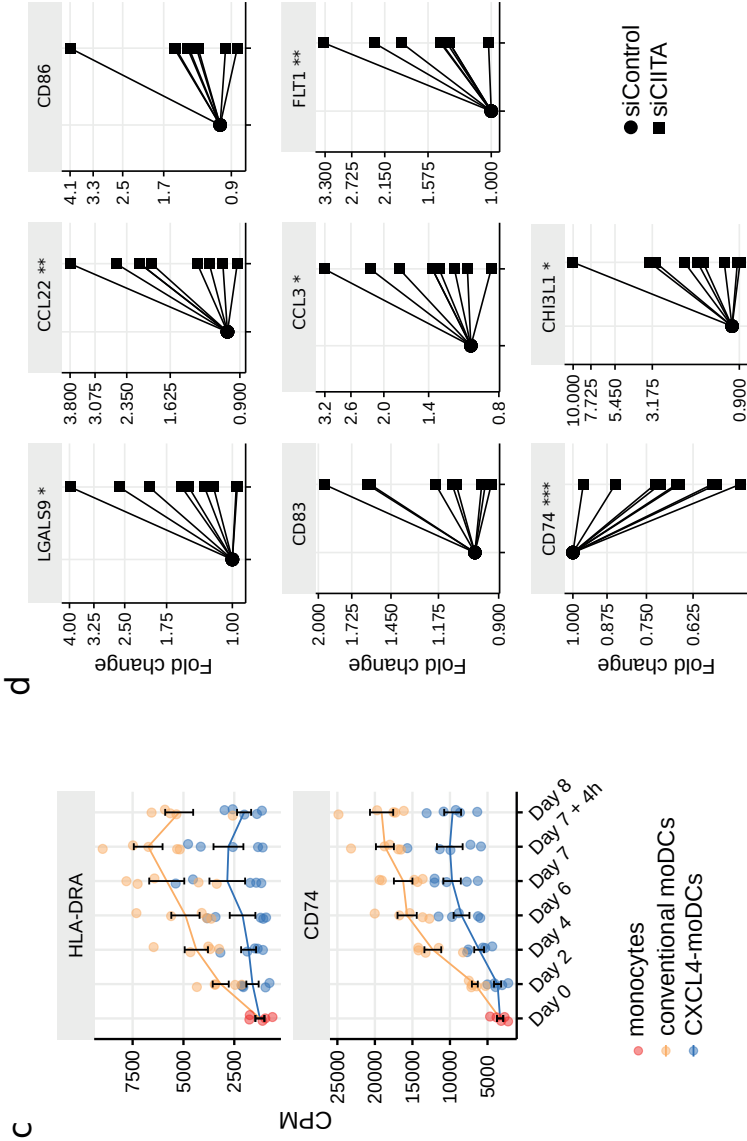 c
HLA-DRA
7500
5000
2500
CD74
25000
20000
15000
10000
5000
CPM
Day 0
Day 2
Day 4
Day 6
Day 7
Day 7 + 4h
Day 8
monocytes
conventional moDCs
CXCL4-moDCs
d
LGALS9 *
4.00
3.25
2.50
1.75
1.00
Fold change
CCL22 **
3.800
3.075
2.350
1.625
0.900
CD86
4.1
3.3
2.5
1.7
0.9
CD83
2.000
1.725
1.450
1.175
0.900
Fold change
CCL3 *
3.2
2.6
2.0
1.4
0.8
FLT1 **
3.300
2.725
2.150
1.575
1.000
CD74 ***
1.000
0.875
0.750
0.625
Fold change
CHI3L1 *
10.000
7.725
5.450
3.175
0.900
siControl
siCIITA